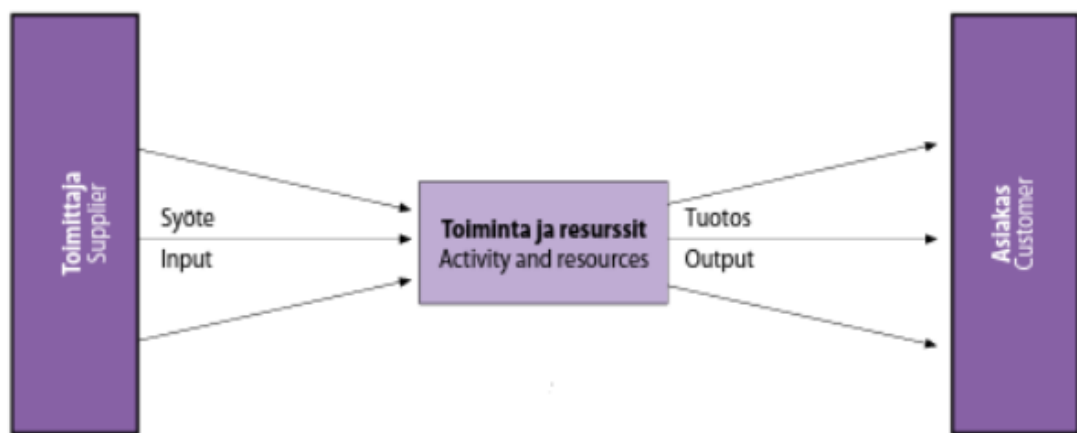 Toimittaja
Supplier
Syöte
Input
Toiminta ja resurssit
Activity and resources
Tuotos
Output
Asiakas
Customer